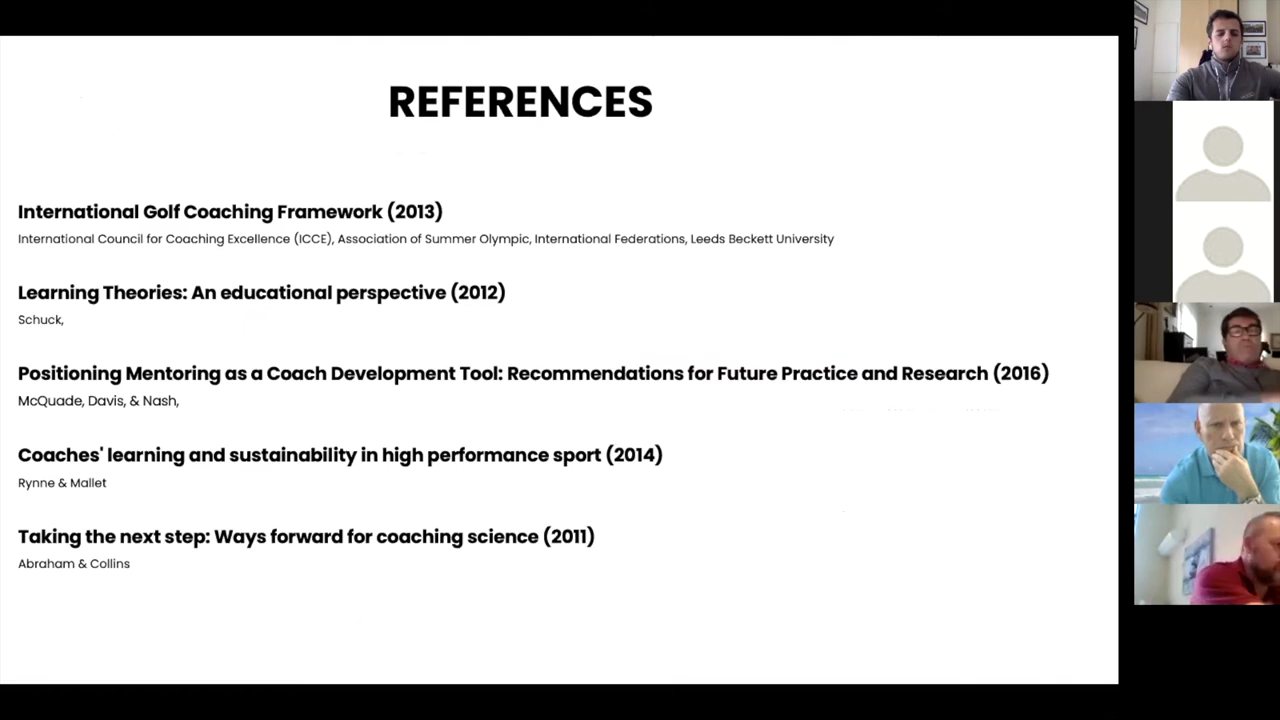 REFERENCES
International Golf Coaching Framework (2013)
International Council for Coaching Excellence (ICCE), Association of Summer Olympic, International Federations, Leeds Beckett University
Learning Theories: An educational perspective (2012)
Schuck,
Positioning Mentoring as a Coach Development Tool: Recommendations for Future Practice and Research (2016)
McQuade, Davis, & Nash,
Coaches' learning and sustainability in high performance sport (2014)
Rynne & Mallet
Taking the next step: Ways forward for coaching science (2011)
Abraham & Collins